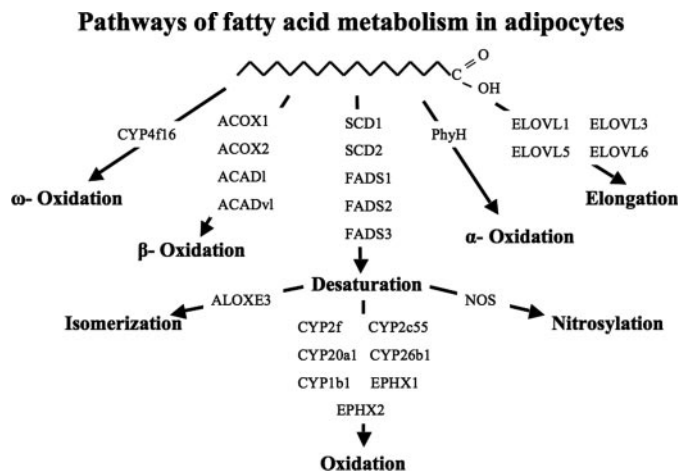 Pathways of fatty acid metabolism in adipocytes
O
C
OH
CYP4f16
ω- Oxidation
ACOX1
ACOX2
ACADl
ACADvl
β- Oxidation
SCD1
SCD2
FADS1
FADS2
FADS3
Desaturation
PhyH
α- Oxidation
ELOVL1 ELOVL3
ELOVL5 ELOVL6
Elongation
ALOXE3
Isomerization
NOS
Nitrosylation
CYP2f CYP2c55
CYP20a1 CYP26b1
CYP1b1 EPHX1
EPHX2
Oxidation